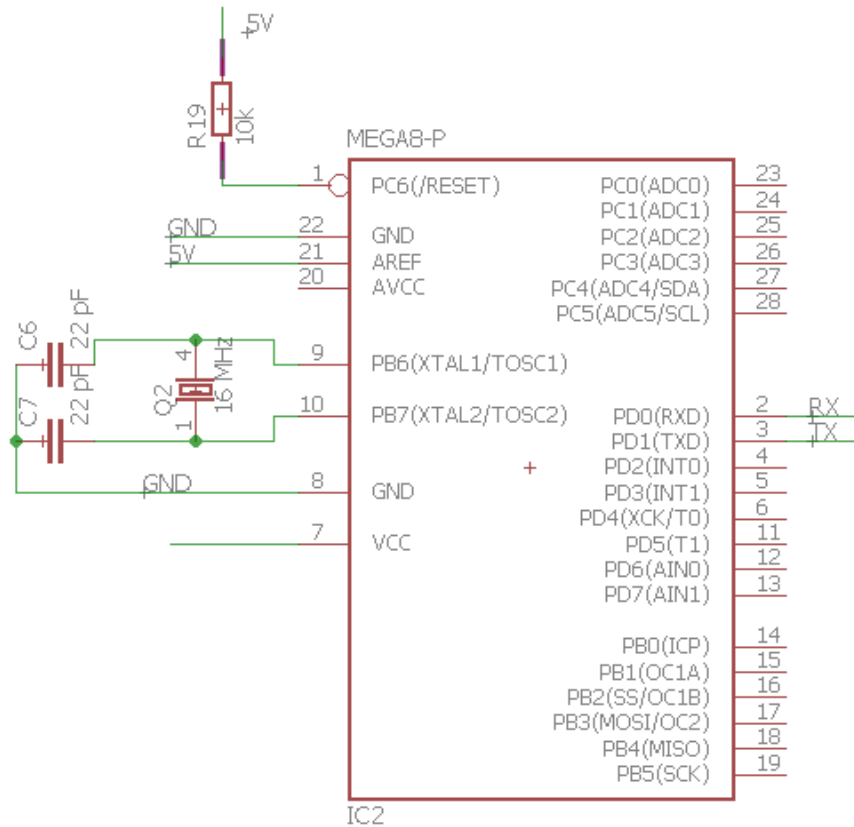 5V
R19
10K
MEGA8-P
1
PC6(/RESET)
PC0(ADC0)
23
PC1(ADC1)
24
GND
22
GND
PC2(ADC2)
25
5V
21
AREF
PC3(ADC3)
26
20
AVCC
PC4(ADC4/SDA)
27
PC5(ADC5/SCL)
28
C6
22 pF
4
Q2
16 MHz
1
9
PB6(XTAL1/TOSC1)
C7
22 pF
10
PB7(XTAL2/TOSC2)
PD0(RXD)
2
RX
PD1(TXD)
3
TX
PD2(INT0)
4
GND
8
GND
PD3(INT1)
5
PD4(XCK/T0)
6
7
VCC
PD5(T1)
11
PD6(AIN0)
12
PD7(AIN1)
13
PB0(ICP)
14
PB1(OC1A)
15
PB2(SS/OC1B)
16
PB3(MOSI/OC2)
17
PB4(MISO)
18
PB5(SCK)
19
IC2